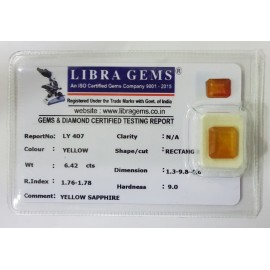 LIBRA GEMS
An ISO Certified Gems Company 9001 - 2015
Registered Under the Trade Mark with Govt. of India
website : www.libragems.co.in
GEMS & DIAMOND CERTIFIED TESTING REPORT
ReportNo: LY 407 Clarity N/A
Colour YELLOW Shape/cut RECTANG
Wt 6.42 cts
Dimension
R.Index 1.76-1.78 Hardness 9.0
COMMENT: YELLOW SAPPHIRE